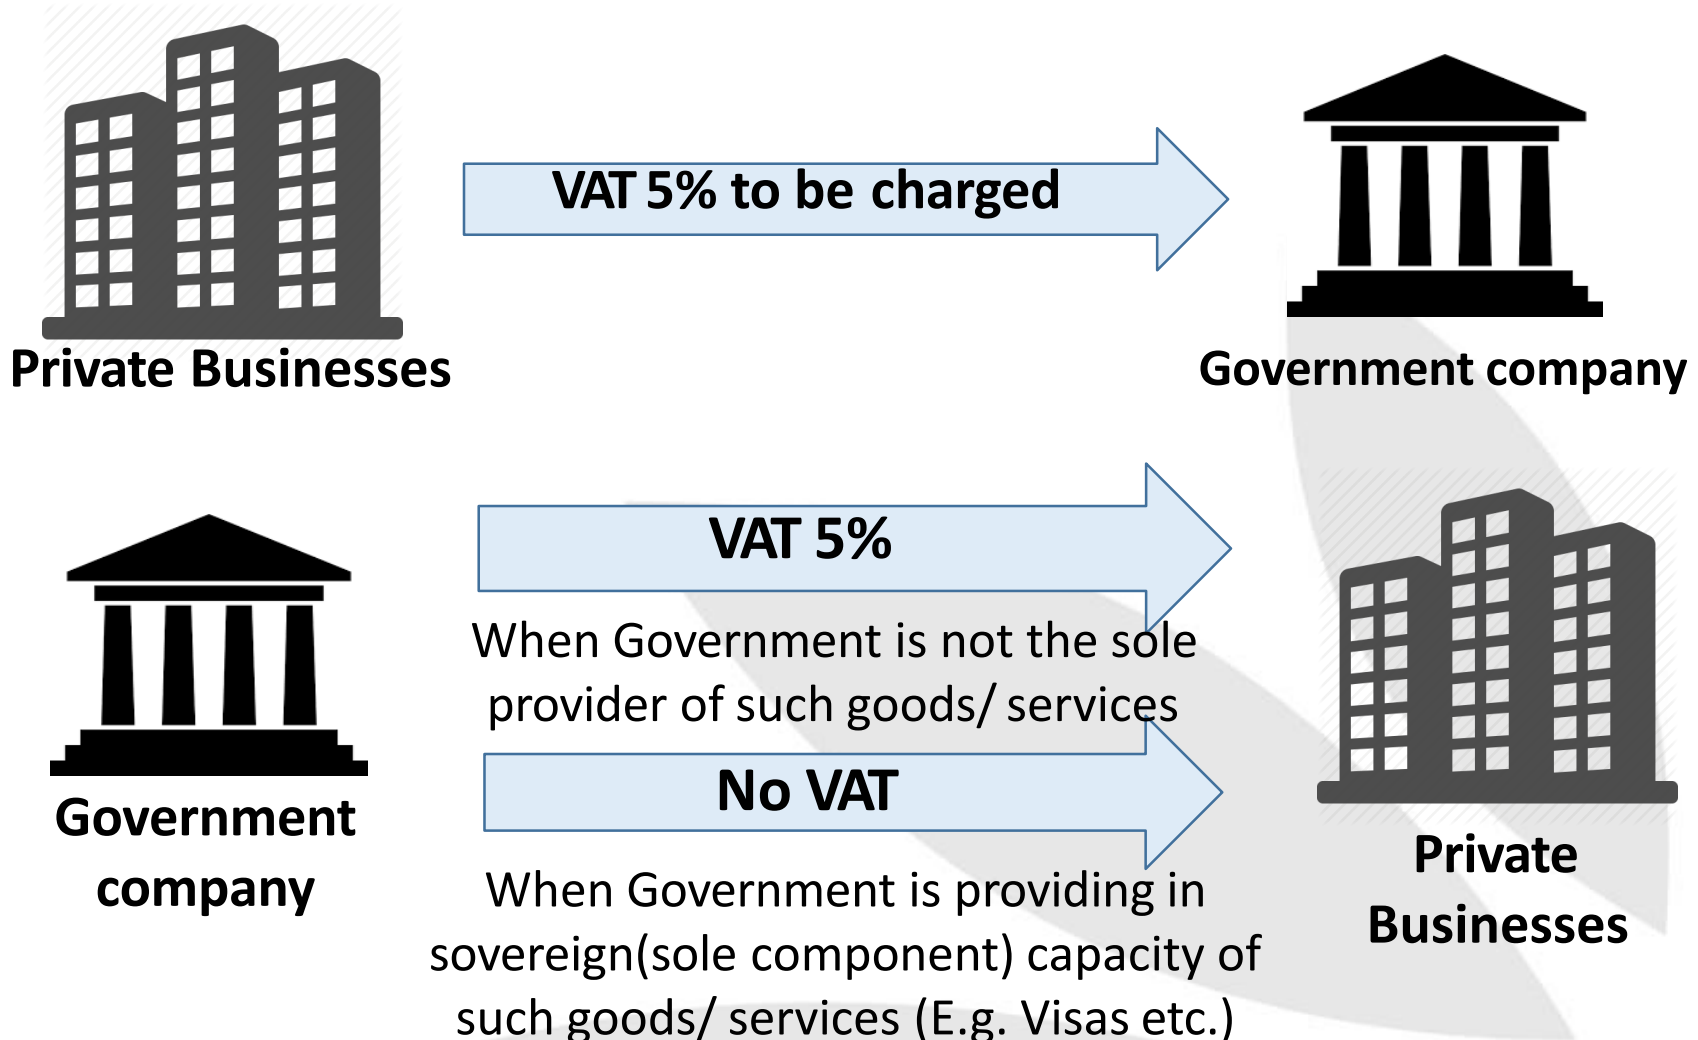 VAT 5% to be charged
Private Businesses
Government company
VAT 5%
When Government is not the sole
provider of such goods/ services
No VAT
Government
company
When Government is providing in
sovereign(sole component) capacity of
such goods/ services (E.g. Visas etc.)
Private
Businesses